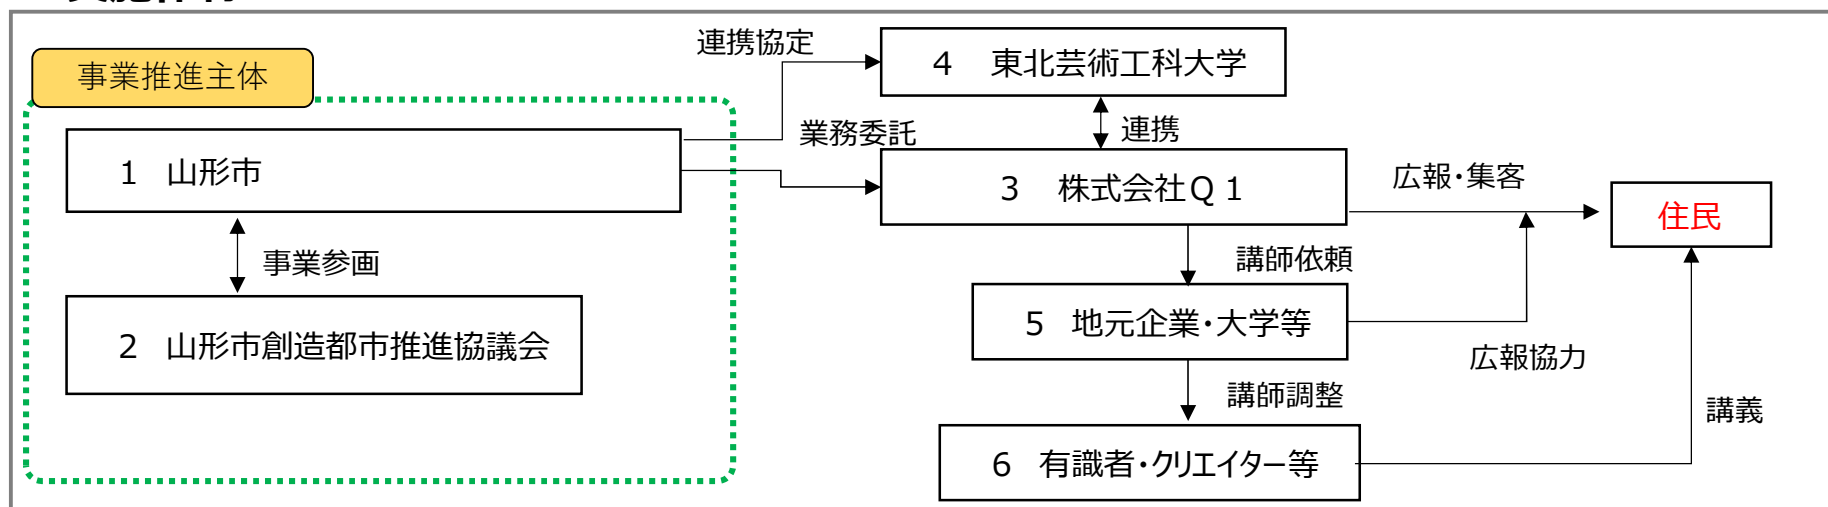 事業推進主体
1 山形市
事業参画
2 山形市創造都市推進協議会
連携協定
業務委託
4 東北芸術工科大学
連携
3 株式会社Q1
広報・集客
住民
講師依頼
5 地元企業・大学等
広報協力
講師調整
6 有識者・クリエイター等
講義